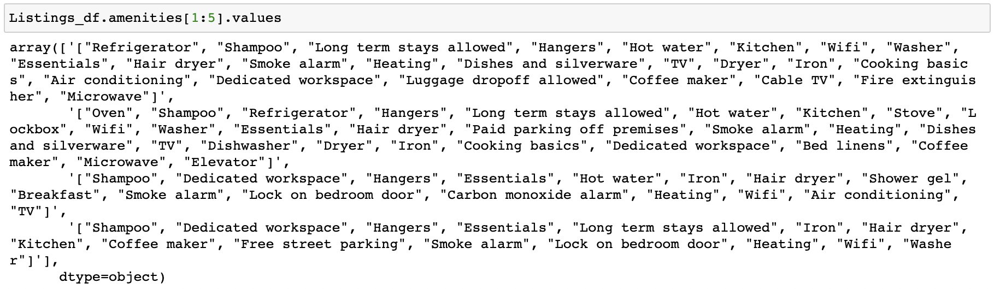 Listings_df.amenities[1:5].values
array(['["Refrigerator", "Shampoo", "Long term stays allowed", "Hangers", "Hot water", "Kitchen", "Wifi", "Washer",
"Essentials", "Hair dryer", "Smoke alarm", "Heating", "Dishes and silverware", "TV", "Dryer", "Iron", "Cooking basic
s", "Air conditioning", "Dedicated workspace", "Luggage dropoff allowed", "Coffee maker", "Cable TV", "Fire extinguis
her", "Microwave"]',
'["Oven", "Shampoo", "Refrigerator", "Hangers", "Long term stays allowed", "Hot water", "Kitchen", "Stove", "L
ockbox", "Wifi", "Washer", "Essentials", "Hair dryer", "Paid parking off premises", "Smoke alarm", "Heating", "Dishes
and silverware", "TV", "Dishwasher", "Dryer", "Iron", "Cooking basics", "Dedicated workspace", "Bed linens", "Coffee
maker", "Microwave", "Elevator"]',
'["Shampoo", "Dedicated workspace", "Hangers", "Essentials", "Hot water", "Iron", "Hair dryer", "Shower gel",
"Breakfast", "Smoke alarm", "Lock on bedroom door", "Carbon monoxide alarm", "Heating", "Wifi", "Air conditioning",
"TV"]',
'["Shampoo", "Dedicated workspace", "Hangers", "Essentials", "Long term stays allowed", "Iron", "Hair dryer",
"Kitchen", "Coffee maker", "Free street parking", "Smoke alarm", "Lock on bedroom door", "Heating", "Wifi", "Washe
r"]'],
dtype=object)